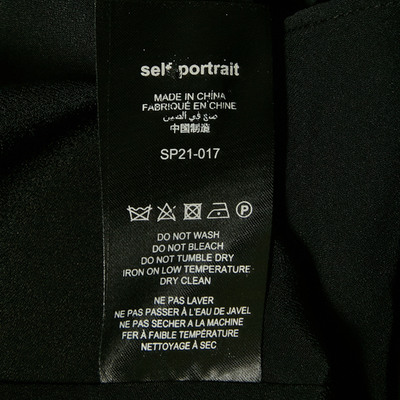 self-portrait
MADE IN CHINA
FABRIQUÉ EN CHINE
صنع في الصين
中国制造
SP21-017
P
DO NOT WASH
DO NOT BLEACH
DO NOT TUMBLE DRY
IRON ON LOW TEMPERATURE
DRY CLEAN
NE PAS LAVER
NE PAS PASSER À L'EAU DE JAVEL
NE PAS SECHER A LA MACHINE
FER À FAIBLE TEMPERATURE
NETTOYAGE À SEC